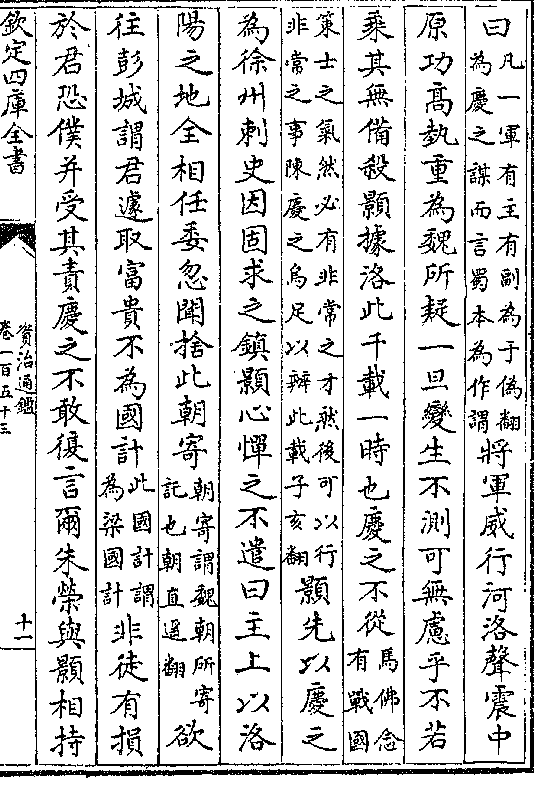 曰凡一軍有主有副為于偽翻
為慶之謀而言蜀本為作謂將軍威行河洛聲震中
原功髙勢重為魏所疑一旦變生不測可無慮乎不若
乘其無備殺顥據洛此千載一時也慶之不從馬佛念
有戰國
策士之氣然必有非常之才然後可以行
非常之事陳慶之烏足以辦此載子亥翻顥先以慶之
為徐州刺史因固求之鎮顥心憚之不遣曰主上以洛
陽之地全相任委忽聞捨此朝寄朝寄謂魏朝所寄
託也朝直遥翻欲
往彭城謂君遽取富貴不為國計此國計謂
為梁國計非徒有損
於君恐僕并受其責慶之不敢復言爾朱榮與顥相持
欽定四庫全書
資治通鑑
卷一百五十三
十一